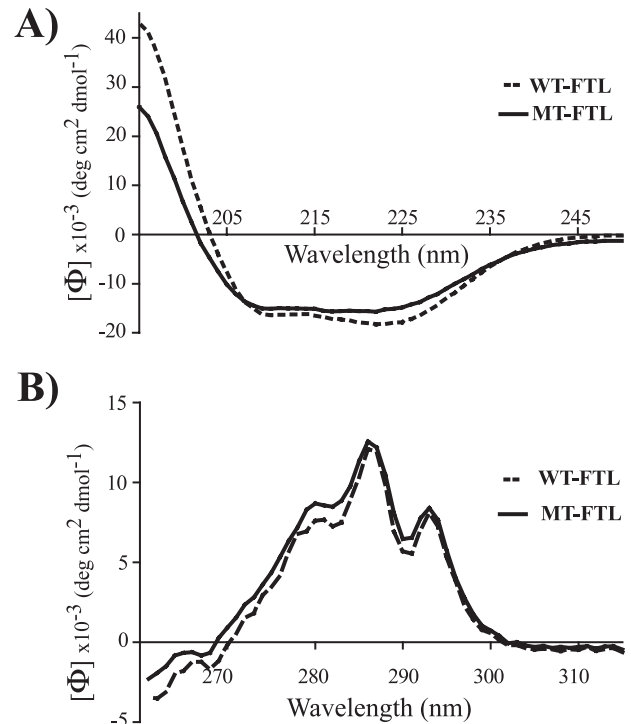 A)
40
30
20
10
0
-10
-20
[Φ] x10⁻³ (deg cm² dmol⁻¹)
WT-FTL
MT-FTL
205 215 225 235 245
Wavelength (nm)
B)
15
10
5
0
-5
[Φ] x10⁻³ (deg cm² dmol⁻¹)
WT-FTL
MT-FTL
270 280 290 300 310
Wavelength (nm)